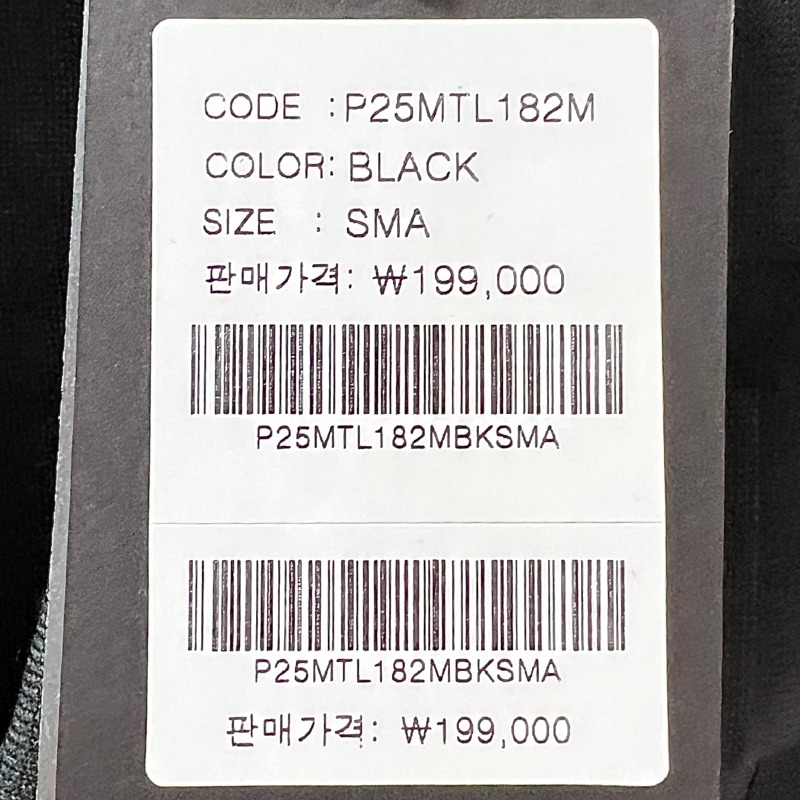 CODE : P25MTL182M
COLOR: BLACK
SIZE : SMA
판매가격: ₩199,000
P25MTL182MBKSMA
P25MTL182MBKSMA
판매가격: ₩199,000